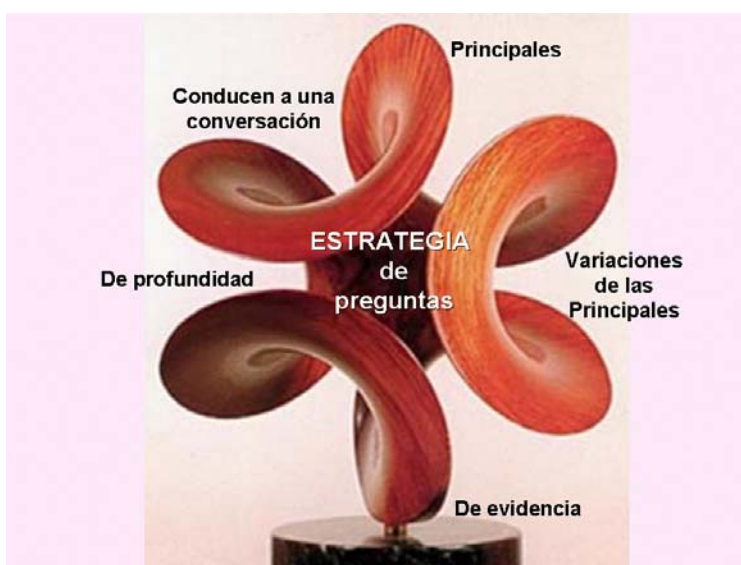 Principales
Conducen a una
conversación
ESTRATEGIA
de
preguntas
De profundidad
Variaciones
de las
Principales
De evidencia